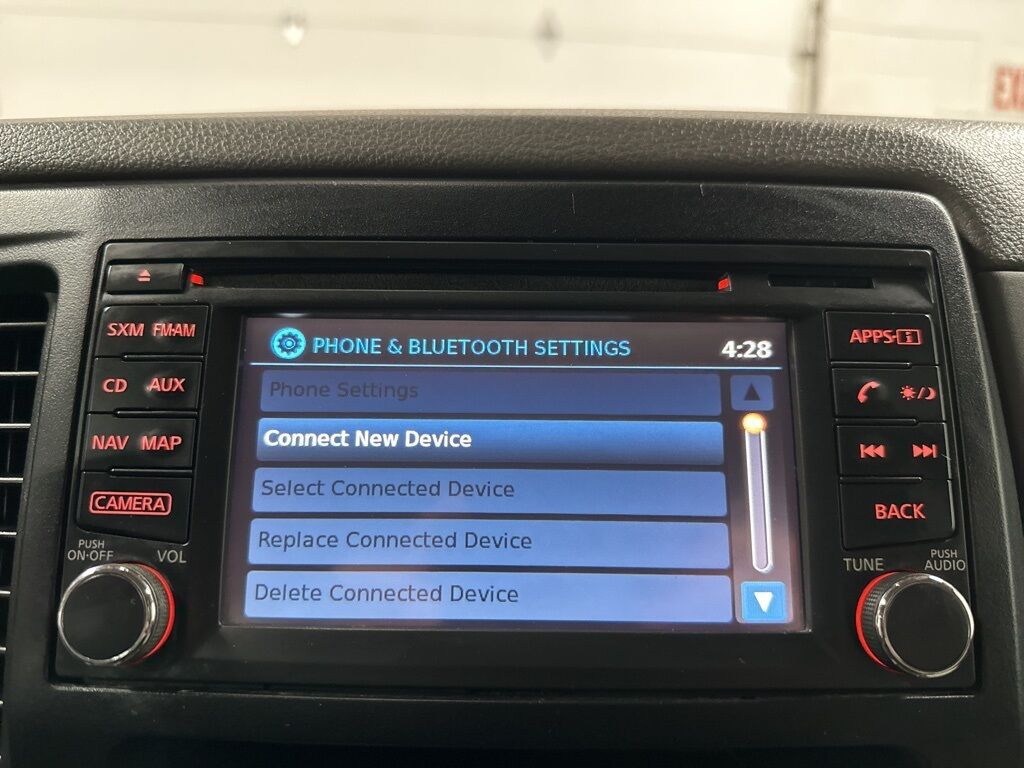 SXM FM·AM
CD AUX
NAV MAP
CAMERA
PUSH
ON·OFF
VOL
PHONE & BLUETOOTH SETTINGS
4:28
Phone Settings
Connect New Device
Select Connected Device
Replace Connected Device
Delete Connected Device
APPS·i
BACK
TUNE
PUSH
AUDIO